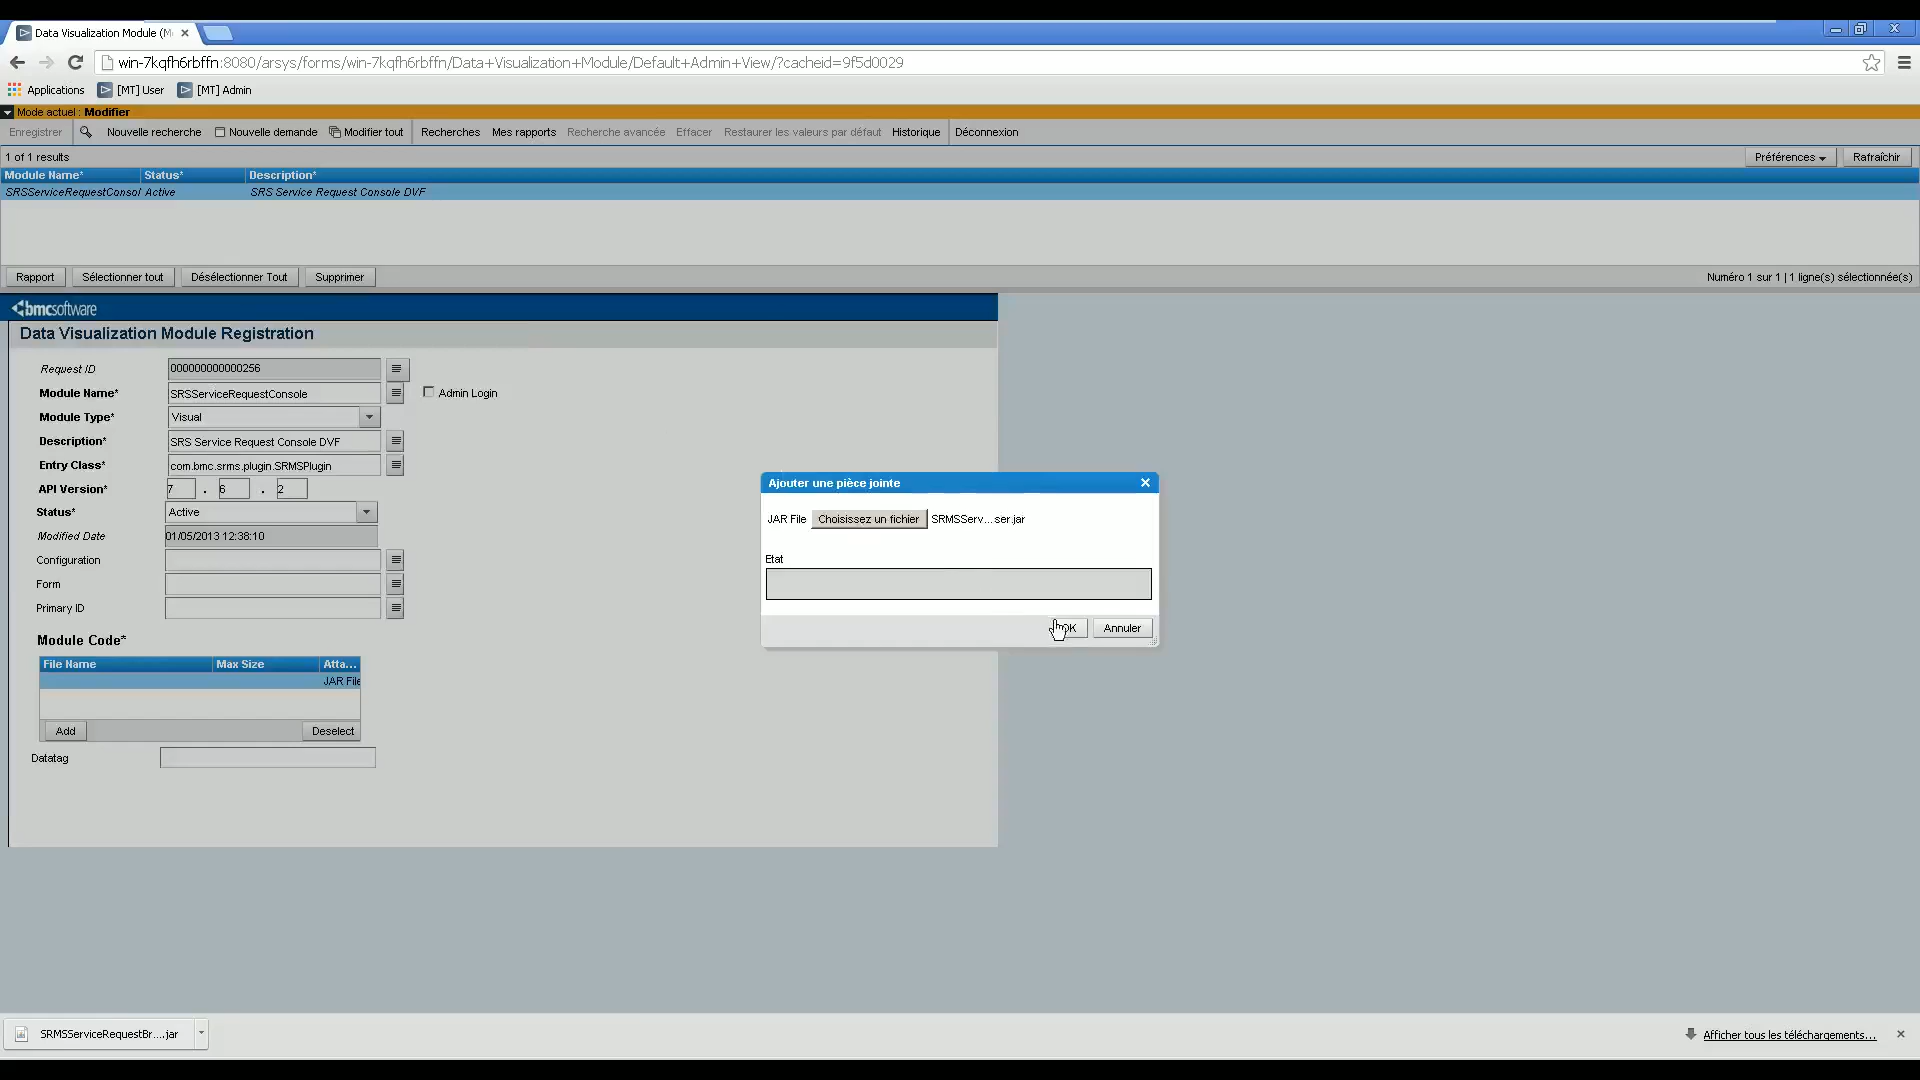 Data Visualization Module (M
win-7kqfh6rbffn:8080/arsys/forms/win-7kqfh6rbffn/Data+Visualization+Module/Default+Admin+View/?cacheid=9f5d0029
Applications [MT] User [MT] Admin
Mode actuel : Modifier
Enregistrer Nouvelle recherche Nouvelle demande Modifier tout Recherches Mes rapports Recherche avancée Effacer Restaurer les valeurs par défaut Historique Déconnexion
1 of 1 results Préférences Rafraîchir
Module Name* Status* Description*
SRSServiceRequestConsol Active SRS Service Request Console DVF
Rapport Sélectionner tout Désélectionner Tout Supprimer Numéro 1 sur 1 | 1 ligne(s) sélectionnée(s)
bmcsoftware
Data Visualization Module Registration
Request ID 000000000000256
Module Name* SRSServiceRequestConsole Admin Login
Module Type* Visual
Description* SRS Service Request Console DVF
Entry Class* com.bmc.srms.plugin.SRMSPlugin
API Version* 7 . 6 . 2
Status* Active
Modified Date 01/05/2013 12:38:10
Configuration
Form
Primary ID
Module Code*
File Name Max Size Atta...
JAR File
Add Deselect
Datatag
Ajouter une pièce jointe
JAR File Choisissez un fichier SRMSServ...ser.jar
Etat
OK Annuler
SRMSServiceRequestBr....jar Afficher tous les téléchargements...